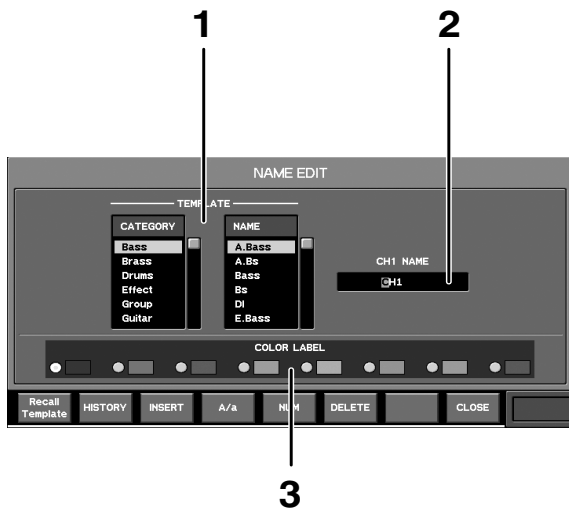 1
2
NAME EDIT
TEMPLATE
CATEGORY
Bass
Brass
Drums
Effect
Group
Guitar
NAME
A.Bass
A.Bs
Bass
Bs
DI
E.Bass
CH1 NAME
CH1
COLOR LABEL
Recall
Template
HISTORY
INSERT
A/a
NUM
DELETE
CLOSE
3